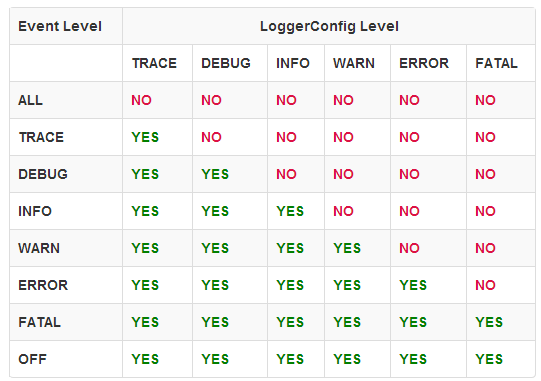 Event Level LoggerConfig Level
TRACE DEBUG INFO WARN ERROR FATAL
ALL NO NO NO NO NO NO
TRACE YES NO NO NO NO NO
DEBUG YES YES NO NO NO NO
INFO YES YES YES NO NO NO
WARN YES YES YES YES NO NO
ERROR YES YES YES YES YES NO
FATAL YES YES YES YES YES YES
OFF YES YES YES YES YES YES